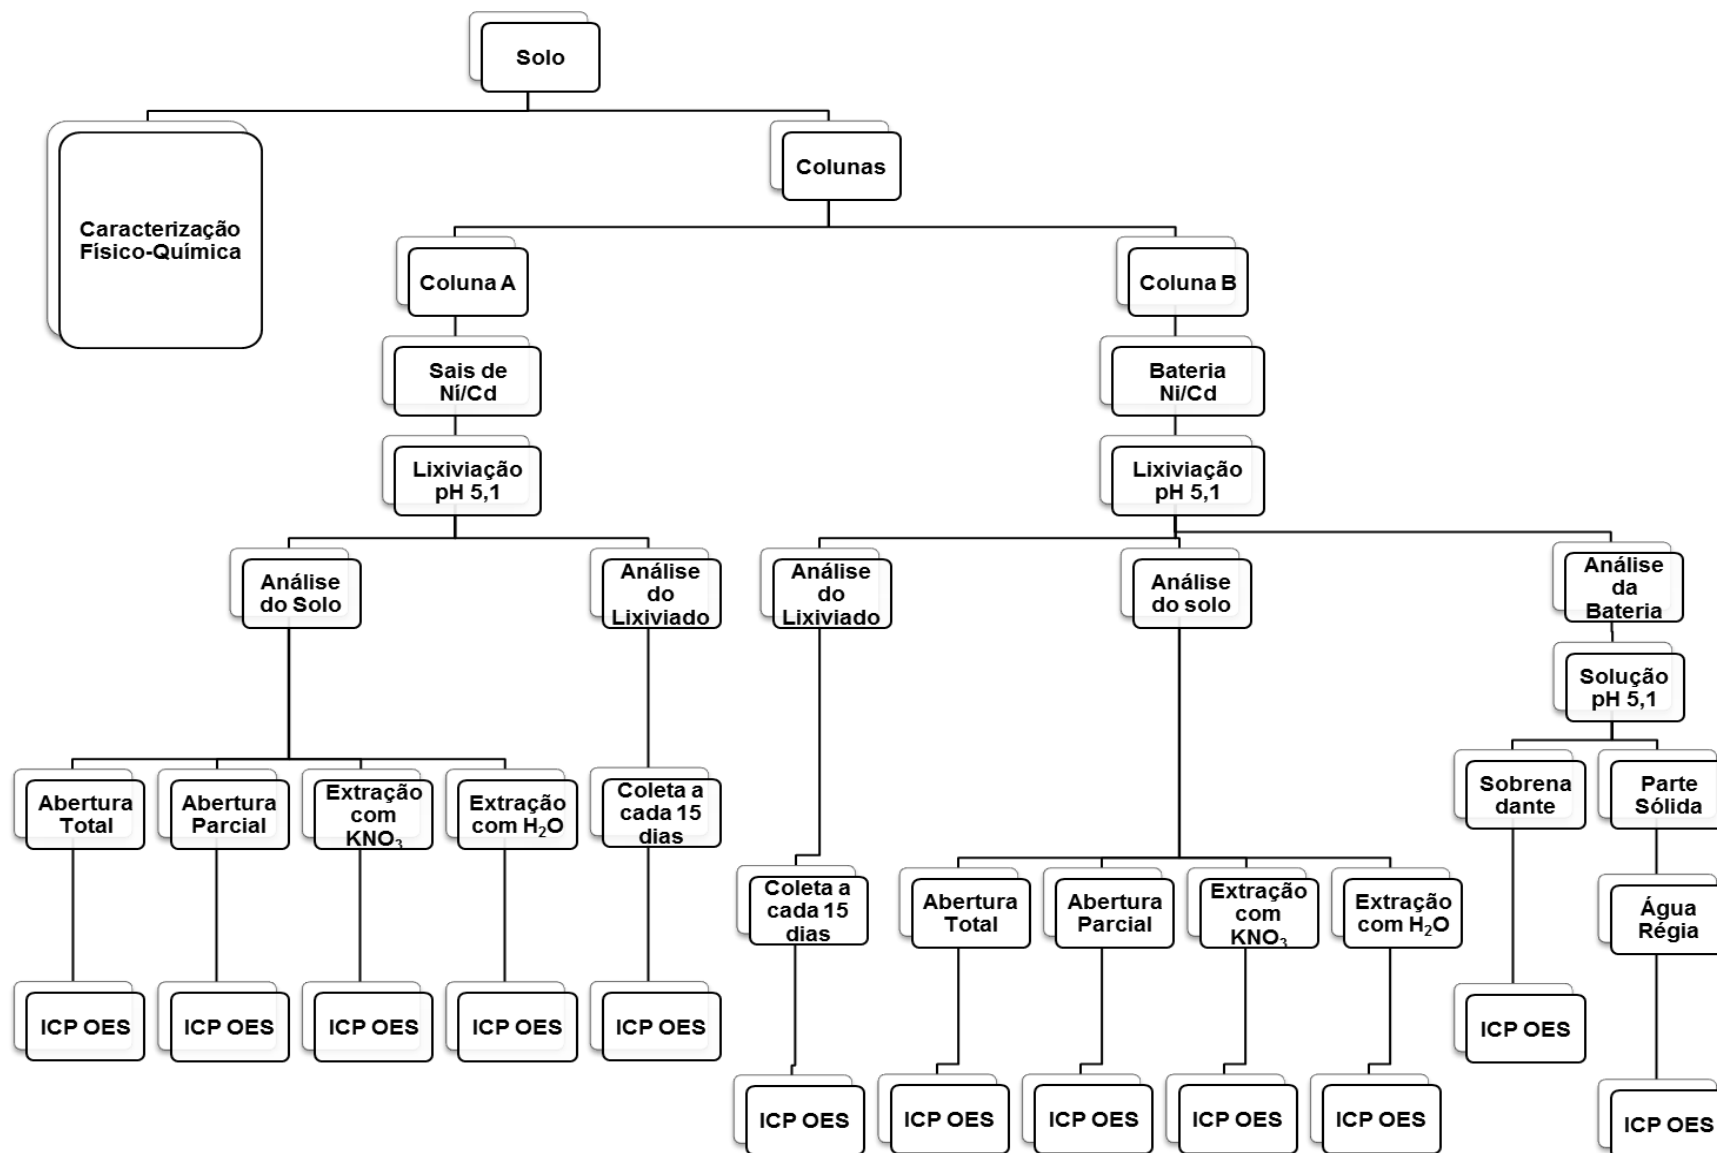 Solo
Caracterização
Físico-Química
Colunas
Coluna A
Coluna B
Sais de
Ní/Cd
Bateria
Ni/Cd
Lixiviação
pH 5,1
Lixiviação
pH 5,1
Análise
do Solo
Análise
do
Lixiviado
Análise
do
Lixiviado
Análise
do solo
Análise
da
Bateria
Solução
pH 5,1
Abertura
Total
Abertura
Parcial
Extração
com
KNO₃
Extração
com H₂O
Coleta a
cada 15
dias
Sobrena
dante
Parte
Sólida
Coleta a
cada 15
dias
Abertura
Total
Abertura
Parcial
Extração
com
KNO₃
Extração
com H₂O
Água
Régia
ICP OES
ICP OES
ICP OES
ICP OES
ICP OES
ICP OES
ICP OES
ICP OES
ICP OES
ICP OES
ICP OES
ICP OES